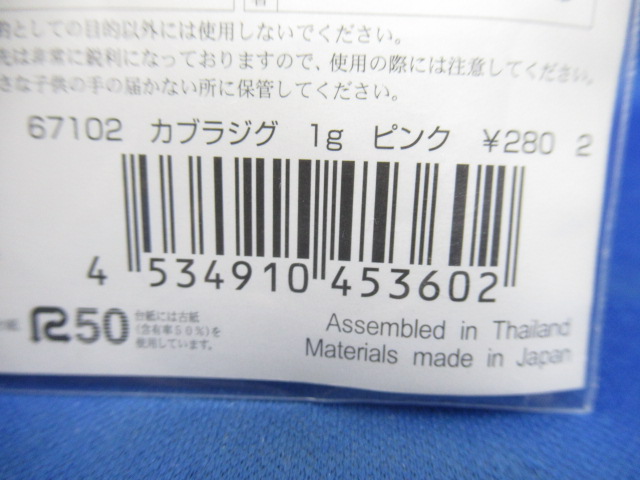 的としての目的以外には使用しないでください。
先は非常に鋭利になっておりますので、使用の際には注意してください。
さな子供の手の届かない所に保管してください。
67102 カブラジグ 1g ピンク ¥280 2
4 534910 453602
R50 台紙には古紙
(含有率50%)を
使用しています。
Assembled in Thailand
Materials made in Japan